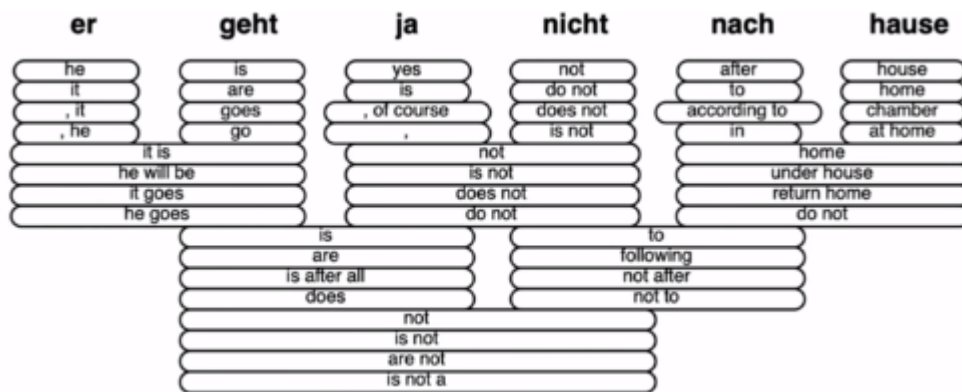 er geht ja nicht nach hause
he is yes not after house
it are is do not to home
, it goes , of course does not according to chamber
, he go , is not in at home
it is not home
he will be is not under house
it goes does not return home
he goes do not do not
is to
are following
is after all not after
does not to
not
is not
are not
is not a